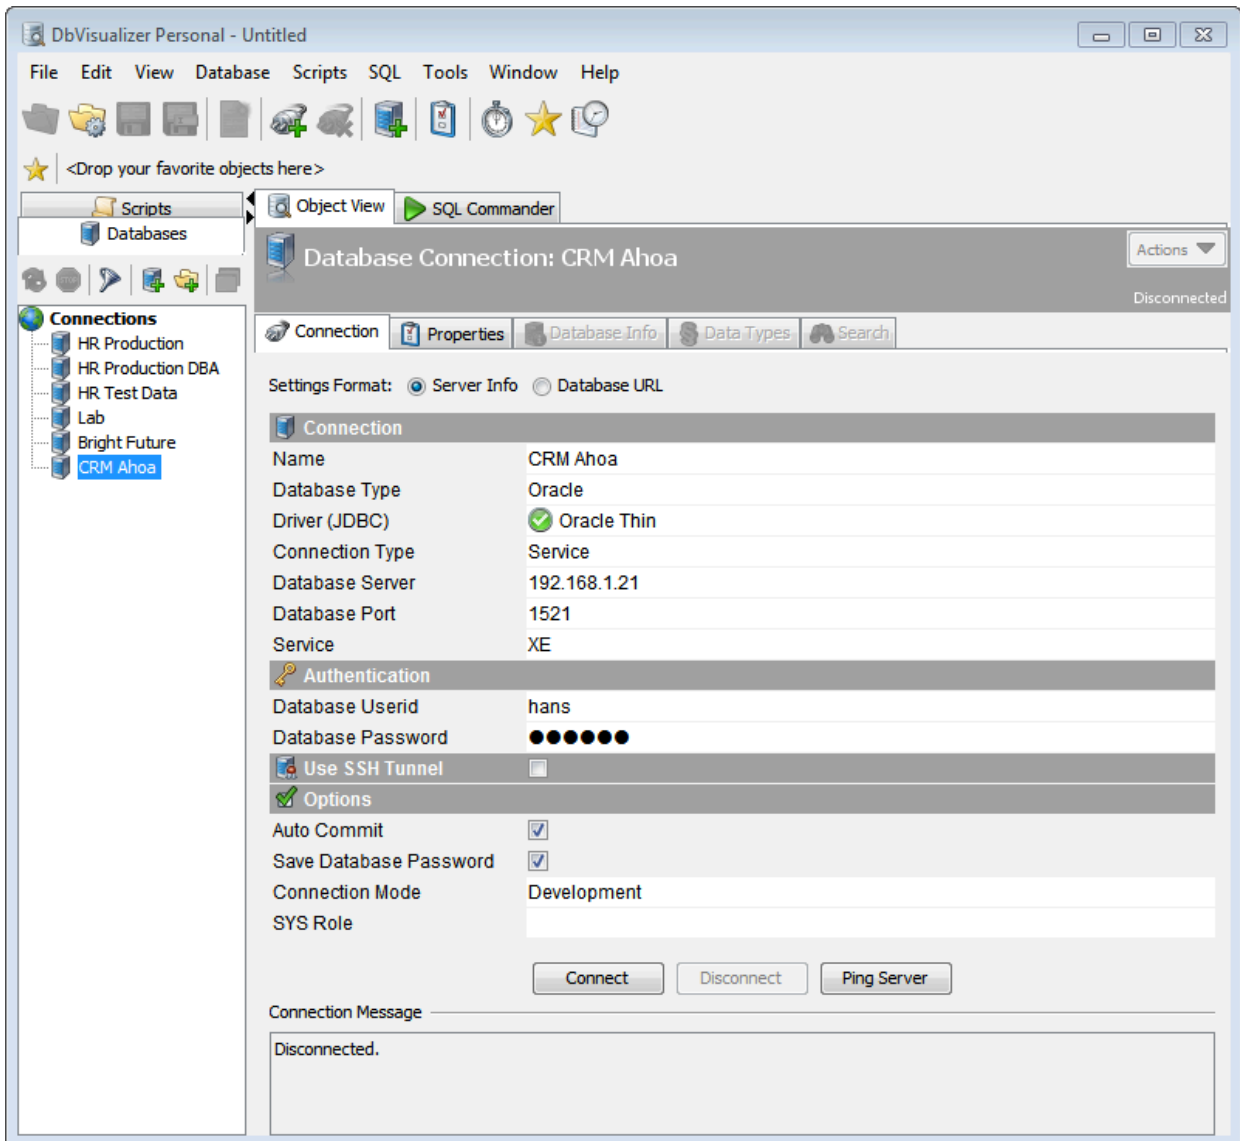 DbVisualizer Personal - Untitled
File Edit View Database Scripts SQL Tools Window Help
<Drop your favorite objects here>
Scripts
Databases
Object View SQL Commander
Database Connection: CRM Ahoa
Actions
Disconnected
Connections
HR Production
HR Production DBA
HR Test Data
Lab
Bright Future
CRM Ahoa
Connection Properties Database Info Data Types Search
Settings Format: Server Info Database URL
Connection
Name CRM Ahoa
Database Type Oracle
Driver (JDBC) Oracle Thin
Connection Type Service
Database Server 192.168.1.21
Database Port 1521
Service XE
Authentication
Database Userid hans
Database Password ●●●●●●
Use SSH Tunnel
Options
Auto Commit
Save Database Password
Connection Mode Development
SYS Role
Connect Disconnect Ping Server
Connection Message
Disconnected.